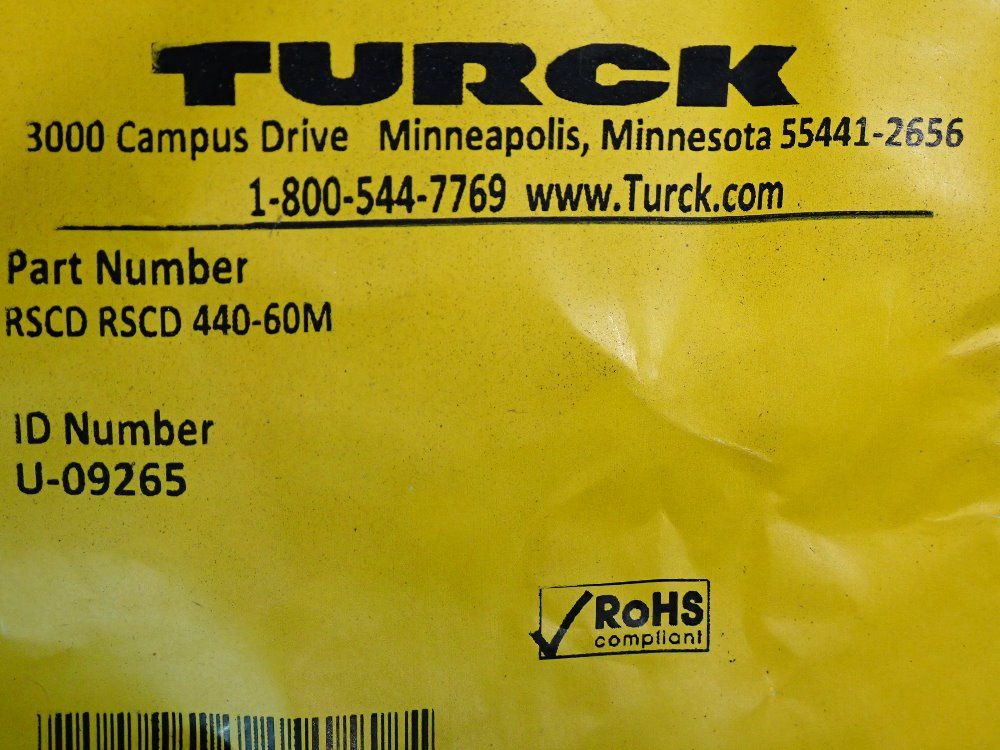 TURCK
3000 Campus Drive Minneapolis, Minnesota 55441-2656
1-800-544-7769 www.Turck.com
Part Number
RSCD RSCD 440-60M
ID Number
U-09265
RoHS
compliant